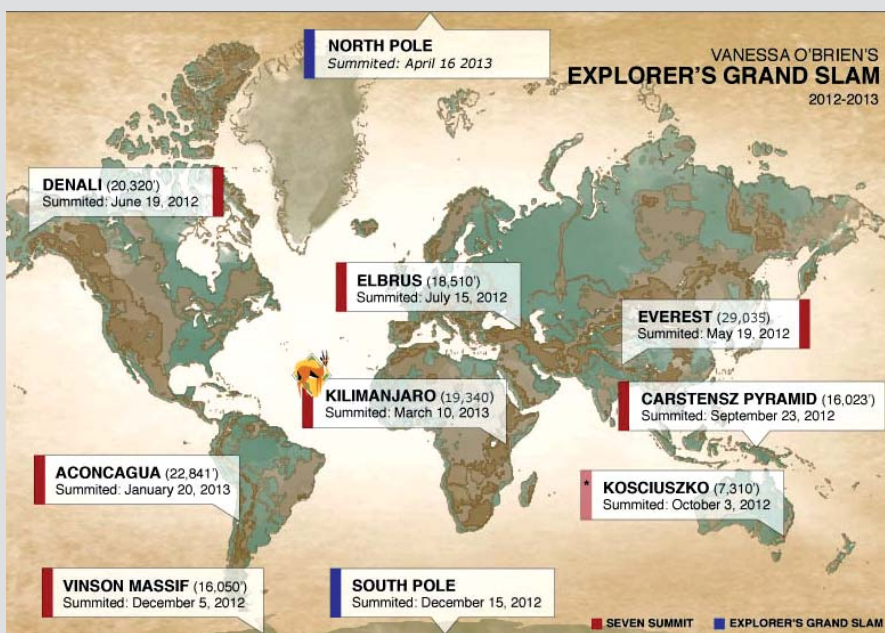 NORTH POLE
Summited: April 16 2013
VANESSA O'BRIEN'S
EXPLORER'S GRAND SLAM
2012-2013
DENALI (20,320')
Summited: June 19, 2012
ELBRUS (18,510')
Summited: July 15, 2012
EVEREST (29,035)
Summited: May 19, 2012
KILIMANJARO (19,340)
Summited: March 10, 2013
CARSTENSZ PYRAMID (16,023')
Summited: September 23, 2012
ACONCAGUA (22,841')
Summited: January 20, 2013
* KOSCIUSZKO (7,310')
Summited: October 3, 2012
VINSON MASSIF (16,050')
Summited: December 5, 2012
SOUTH POLE
Summited: December 15, 2012
SEVEN SUMMIT EXPLORER'S GRAND SLAM